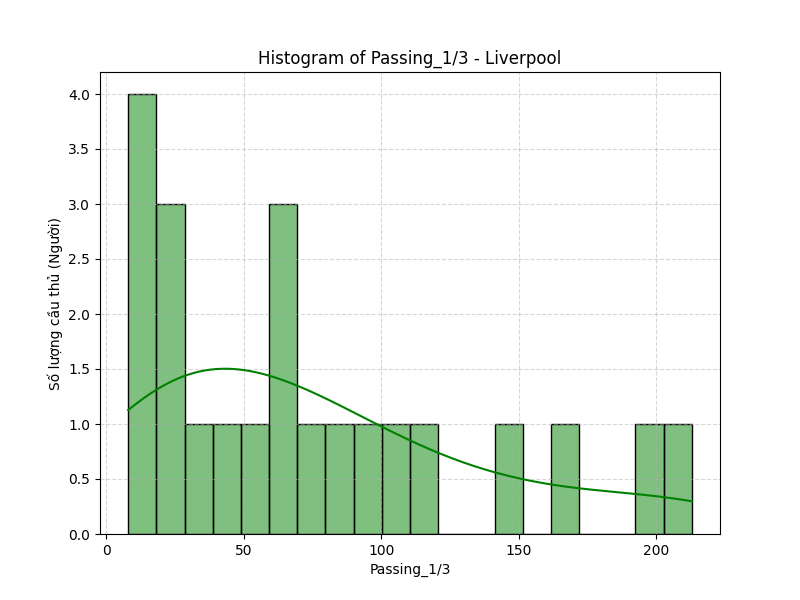 Histogram of Passing_1/3 - Liverpool
4.0
3.5
3.0
2.5
2.0
1.5
1.0
0.5
0.0
Số lượng cầu thủ (Người)
0 50 100 150 200
Passing_1/3